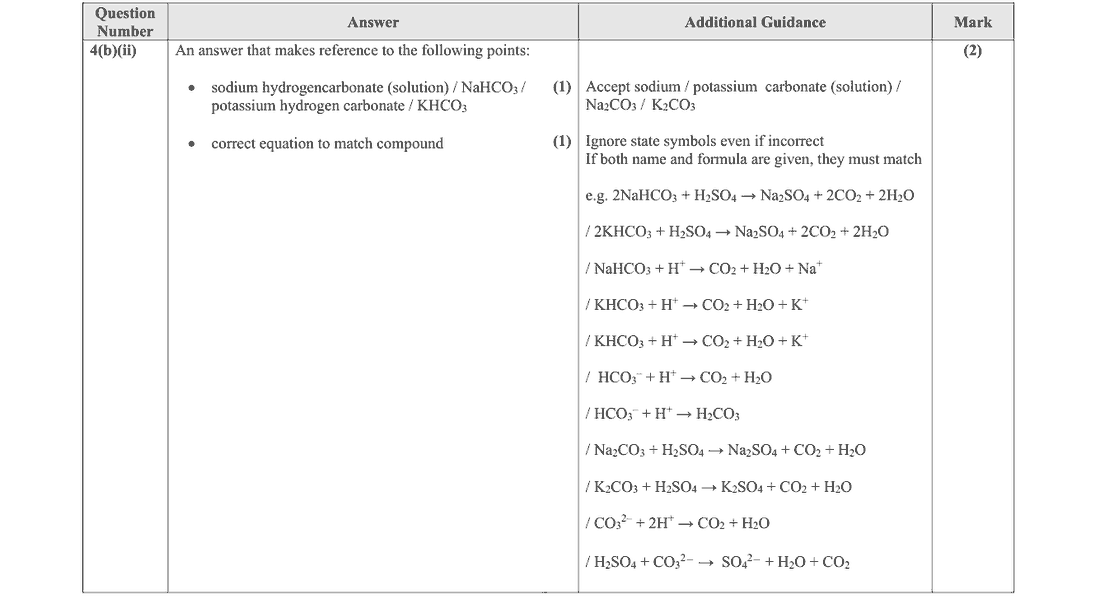 Question Number Answer Additional Guidance Mark
4(b)(ii) An answer that makes reference to the following points: (2)
• sodium hydrogencarbonate (solution) / NaHCO₃ / (1) Accept sodium / potassium carbonate (solution) /
potassium hydrogen carbonate / KHCO₃ Na₂CO₃ / K₂CO₃
• correct equation to match compound (1) Ignore state symbols even if incorrect
If both name and formula are given, they must match
e.g. 2NaHCO₃ + H₂SO₄ → Na₂SO₄ + 2CO₂ + 2H₂O
/ 2KHCO₃ + H₂SO₄ → Na₂SO₄ + 2CO₂ + 2H₂O
/ NaHCO₃ + H⁺ → CO₂ + H₂O + Na⁺
/ KHCO₃ + H⁺ → CO₂ + H₂O + K⁺
/ KHCO₃ + H⁺ → CO₂ + H₂O + K⁺
/ HCO₃⁻ + H⁺ → CO₂ + H₂O
/ HCO₃⁻ + H⁺ → H₂CO₃
/ Na₂CO₃ + H₂SO₄ → Na₂SO₄ + CO₂ + H₂O
/ K₂CO₃ + H₂SO₄ → K₂SO₄ + CO₂ + H₂O
/ CO₃²⁻ + 2H⁺ → CO₂ + H₂O
/ H₂SO₄ + CO₃²⁻ → SO₄²⁻ + H₂O + CO₂